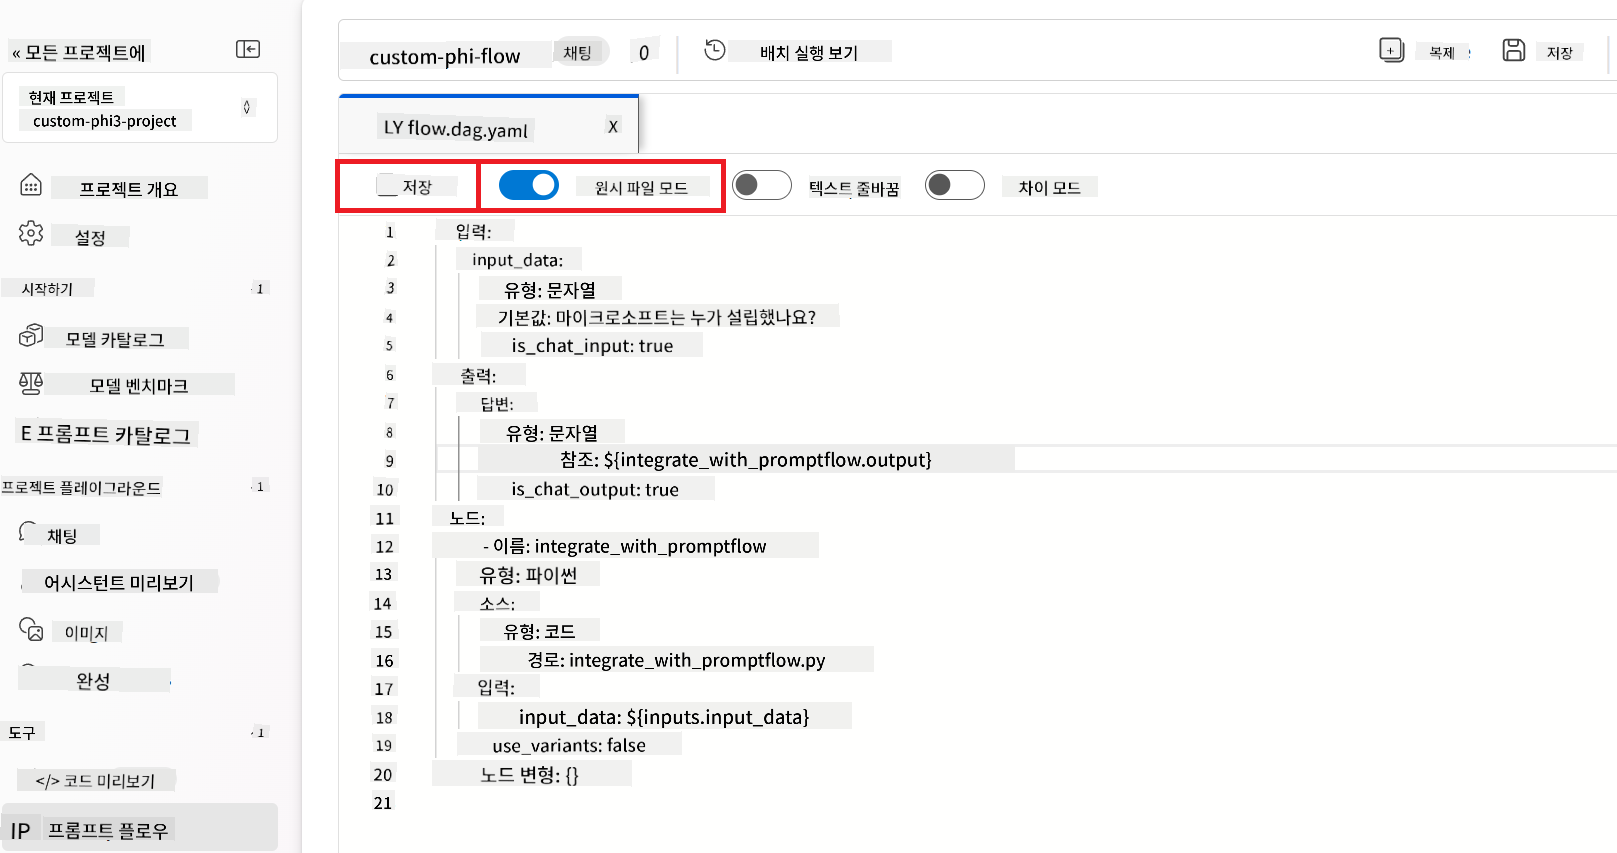 « 모든 프로젝트에
현재 프로젝트
custom-phi3-project
프로젝트 개요
설정
시작하기
모델 카탈로그
모델 벤치마크
E 프롬프트 카탈로그
프로젝트 플레이그라운드
채팅
어시스턴트 미리보기
이미지
완성
도구
</> 코드 미리보기
IP 프롬프트 플로우
custom-phi-flow 채팅 0 배치 실행 보기 복제 저장
LY flow.dag.yaml X
저장 원시 파일 모드 텍스트 줄바꿈 차이 모드
1 입력:
2 input_data:
3 유형: 문자열
4 기본값: 마이크로소프트는 누가 설립했나요?
5 is_chat_input: true
6 출력:
7 답변:
8 유형: 문자열
9 참조: ${integrate_with_promptflow.output}
10 is_chat_output: true
11 노드:
12 - 이름: integrate_with_promptflow
13 유형: 파이썬
14 소스:
15 유형: 코드
16 경로: integrate_with_promptflow.py
17 입력:
18 input_data: ${inputs.input_data}
19 use_variants: false
20 노드 변형: {}
21